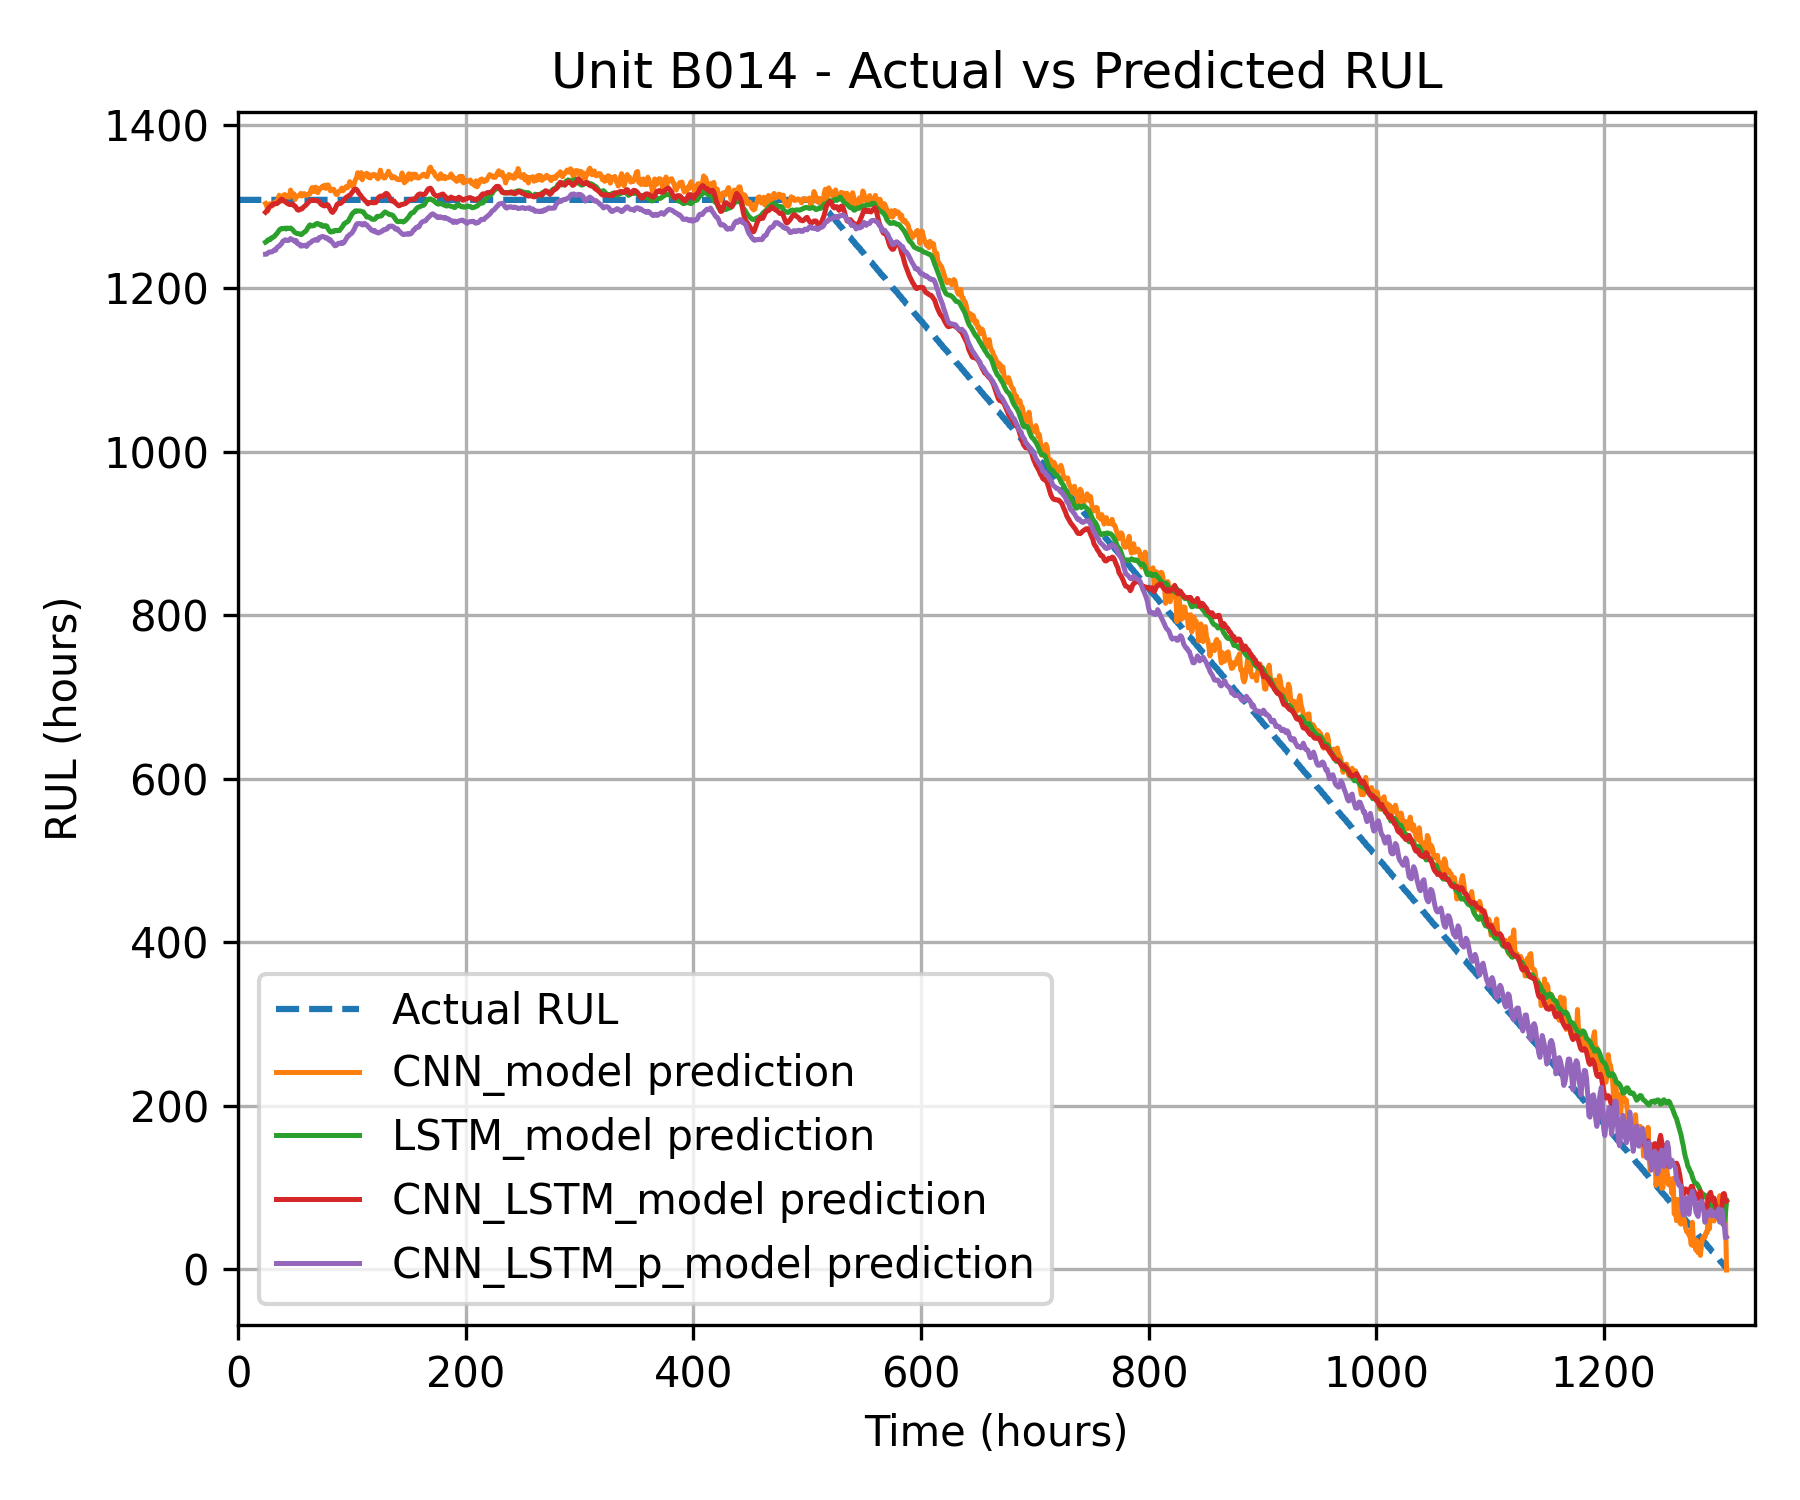 Unit B014 - Actual vs Predicted RUL
1400
1200
1000
800
600
400
200
0
RUL (hours)
Actual RUL
CNN_model prediction
LSTM_model prediction
CNN_LSTM_model prediction
CNN_LSTM_p_model prediction
0 200 400 600 800 1000 1200
Time (hours)